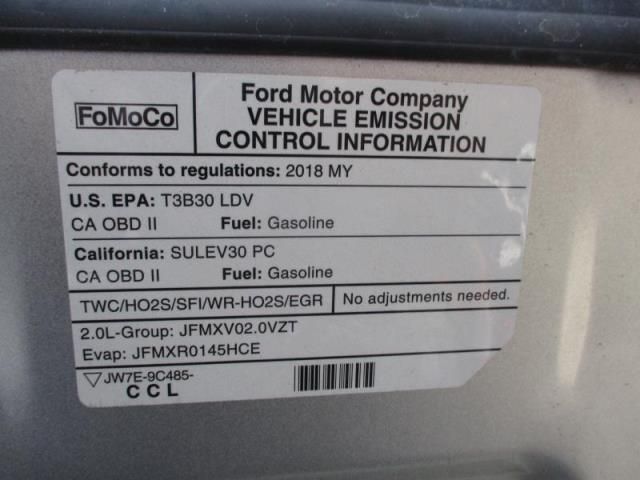 FoMoCo
Ford Motor Company
VEHICLE EMISSION
CONTROL INFORMATION
Conforms to regulations: 2018 MY
U.S. EPA: T3B30 LDV
CA OBD II Fuel: Gasoline
California: SULEV30 PC
CA OBD II Fuel: Gasoline
TWC/HO2S/SFI/WR-HO2S/EGR No adjustments needed.
2.0L-Group: JFMXV02.0VZT
Evap: JFMXR0145HCE
JW7E-9C485-
CCL